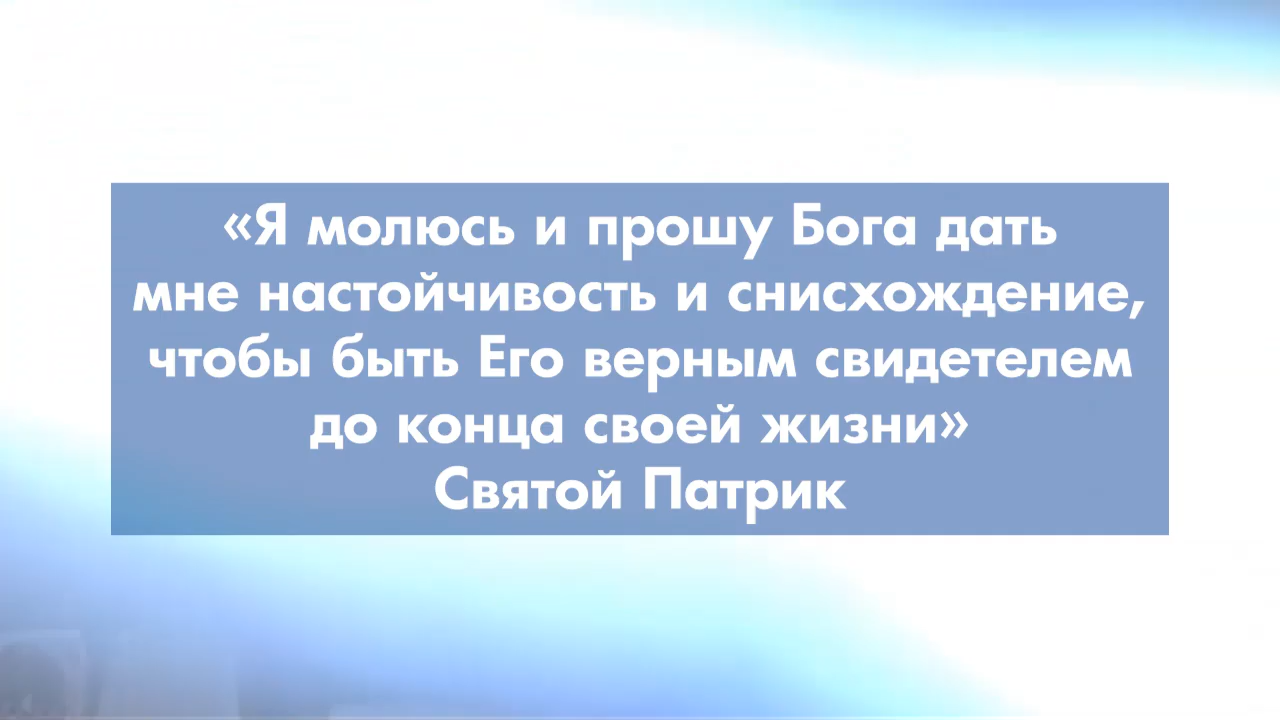 «Я молюсь и прошу Бога дать
мне настойчивость и снисхождение,
чтобы быть Его верным свидетелем
до конца своей жизни»
Святой Патрик